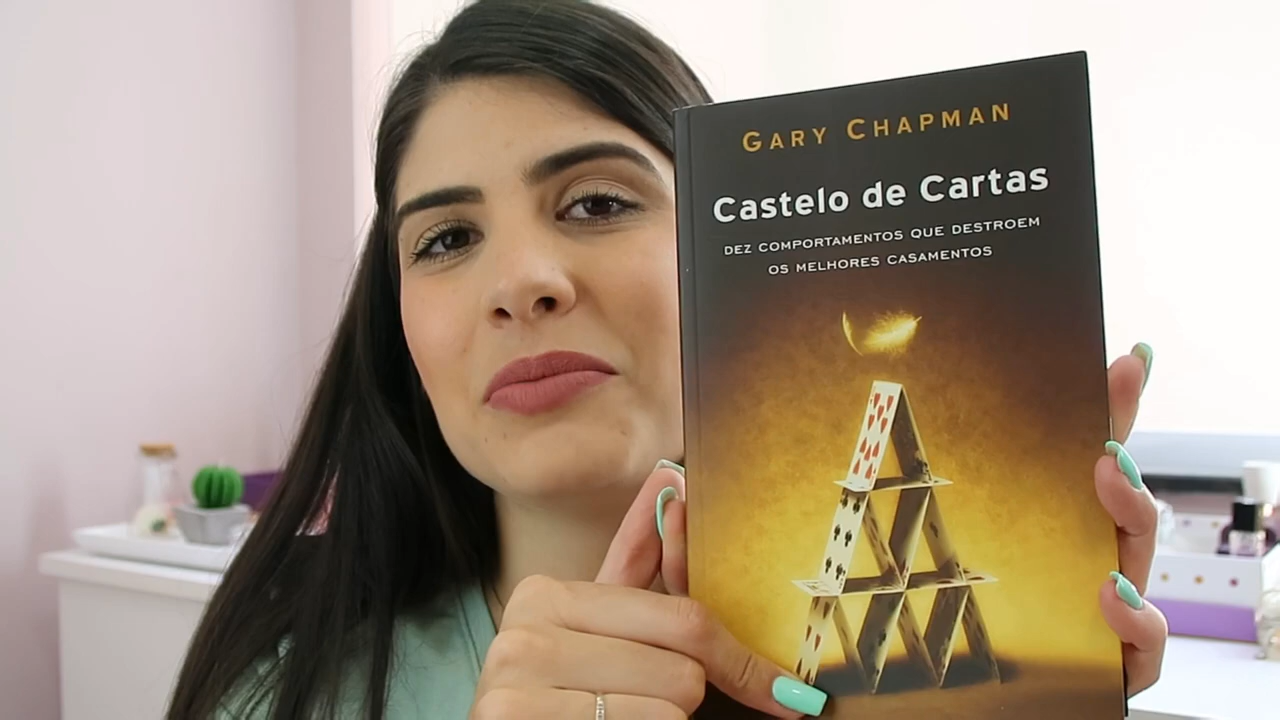 GARY CHAPMAN
Castelo de Cartas
DEZ COMPORTAMENTOS QUE DESTROEM
OS MELHORES CASAMENTOS